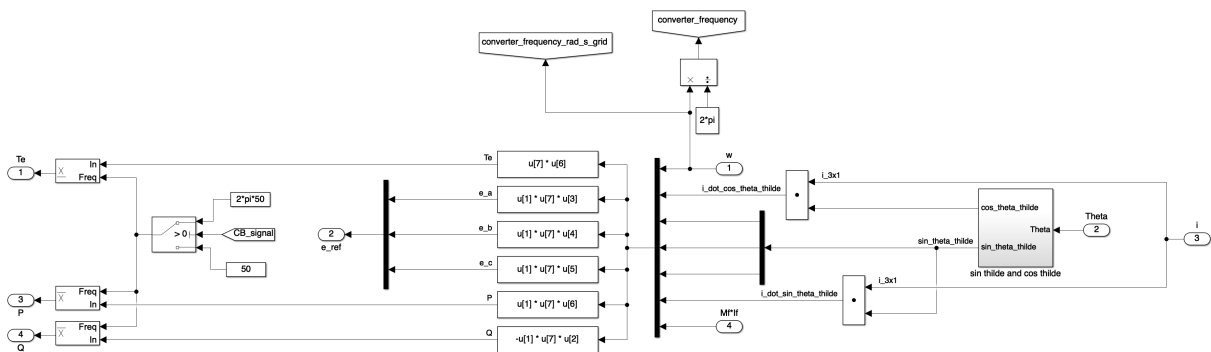 converter_frequency
converter_frequency_rad_s_grid
×
÷
2*pi
Te
1
In
Freq
X
Te
u[7] * u[6]
w
1
i_3x1
i_dot_cos_theta_thilde
cos_theta_thilde
Theta
Theta
2
i
3
sin_theta_thilde
sin_theta_thilde
sin thilde and cos thilde
2*pi*50
> 0
CB_signal
50
2
e_ref
e_a
u[1] * u[7] * u[3]
e_b
u[1] * u[7] * u[4]
e_c
u[1] * u[7] * u[5]
i_3x1
i_dot_sin_theta_thilde
3
P
Freq
In
X
P
u[1] * u[7] * u[6]
Mf*If
4
4
Q
Freq
In
X
Q
-u[1] * u[7] * u[2]